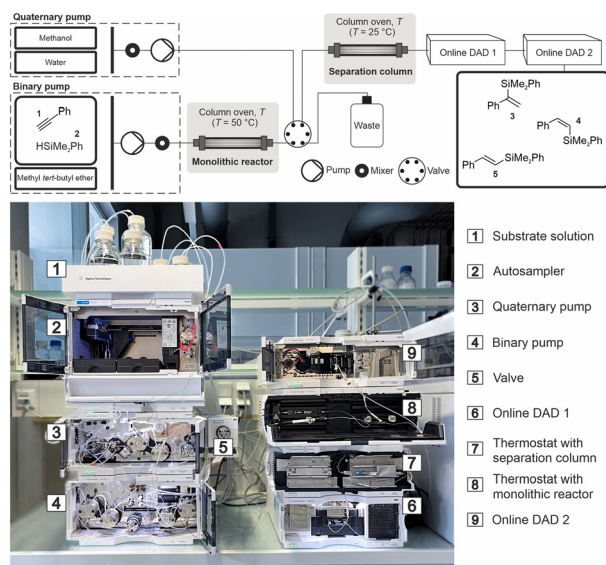 Quaternary pump
Methanol
Water
Binary pump
1
Ph
2
HSiMe2Ph
Methyl tert-butyl ether
Column oven, T
(T = 50 °C)
Monolithic reactor
Column oven, T
(T = 25 °C)
Separation column
Online DAD 1
Online DAD 2
Waste
Pump
Mixer
Valve
SiMe2Ph
Ph
3
4
Ph
SiMe2Ph
SiMe2Ph
Ph
5
1
2
3
4
5
9
8
7
6
1 Substrate solution
2 Autosampler
3 Quaternary pump
4 Binary pump
5 Valve
6 Online DAD 1
7 Thermostat with
separation column
8 Thermostat with
monolithic reactor
9 Online DAD 2